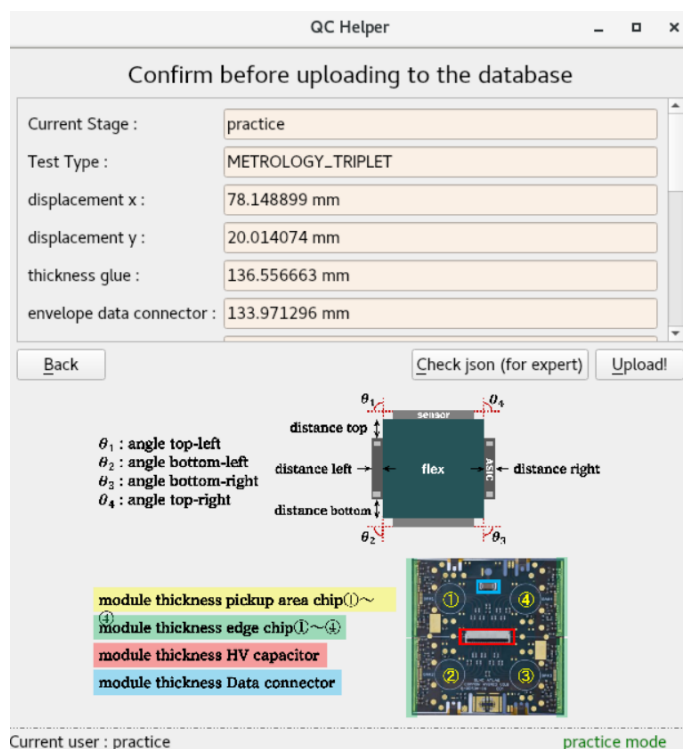 QC Helper
Confirm before uploading to the database
Current Stage :
practice
Test Type :
METROLOGY_TRIPLET
displacement x :
78.148899 mm
displacement y :
20.014074 mm
thickness glue :
136.556663 mm
envelope data connector :
133.971296 mm
Back
Check json (for expert)
Upload!
θ₁
θ₄
sensor
distance top
θ₁ : angle top-left
θ₂ : angle bottom-left
θ₃ : angle bottom-right
θ₄ : angle top-right
distance left
flex
ASIC
distance right
distance bottom
θ₂
θ₃
module thickness pickup area chip①～④
module thickness edge chip①～④
module thickness HV capacitor
module thickness Data connector
①
④
②
③
Current user : practice
practice mode